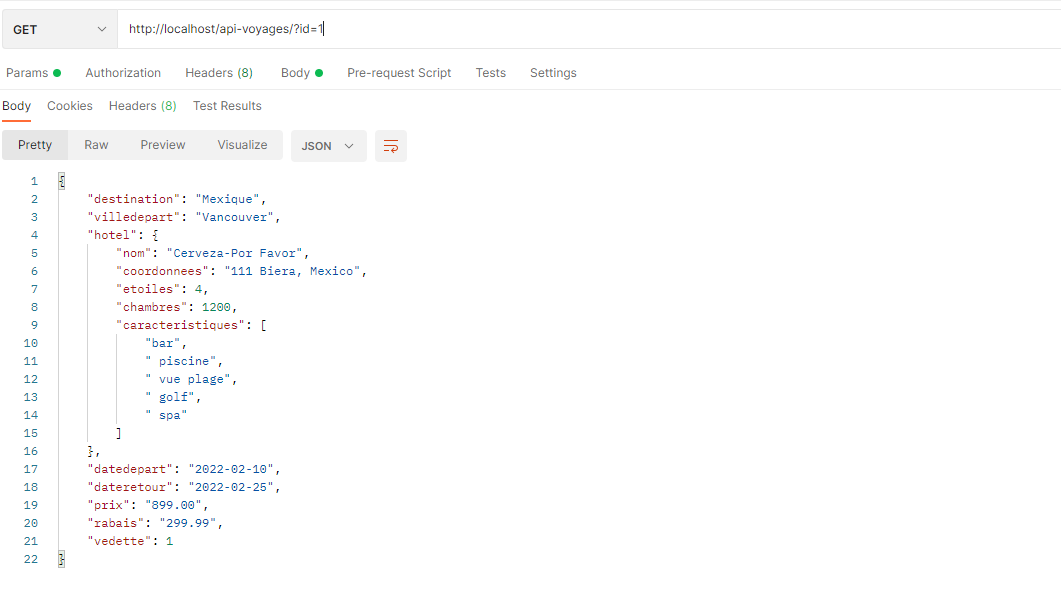 GET http://localhost/api-voyages/?id=1
Params Authorization Headers (8) Body Pre-request Script Tests Settings
Body Cookies Headers (8) Test Results
Pretty Raw Preview Visualize JSON
1 {
2 "destination": "Mexique",
3 "villedepart": "Vancouver",
4 "hotel": {
5 "nom": "Cerveza-Por Favor",
6 "coordonnees": "111 Biera, Mexico",
7 "etoiles": 4,
8 "chambres": 1200,
9 "caracteristiques": [
10 "bar",
11 " piscine",
12 " vue plage",
13 " golf",
14 " spa"
15 ]
16 },
17 "datedepart": "2022-02-10",
18 "dateretour": "2022-02-25",
19 "prix": "899.00",
20 "rabais": "299.99",
21 "vedette": 1
22 }